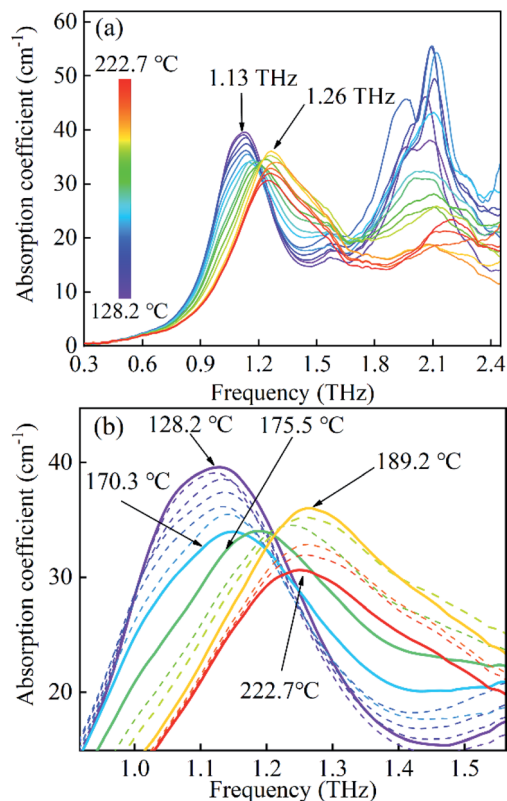 (a)
222.7 ℃
128.2 ℃
1.13 THz
1.26 THz
Absorption coefficient (cm⁻¹)
60
50
40
30
20
10
0
0.3 0.6 0.9 1.2 1.5 1.8 2.1 2.4
Frequency (THz)
(b)
128.2 ℃
175.5 ℃
170.3 ℃
189.2 ℃
222.7℃
Absorption coefficient (cm⁻¹)
40
30
20
1.0 1.1 1.2 1.3 1.4 1.5
Frequency (THz)